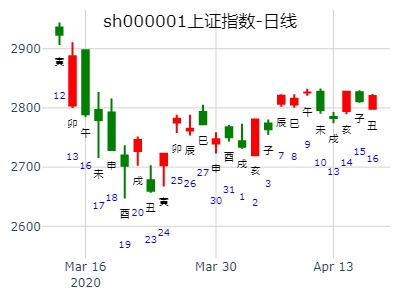 sh000001上证指数-日线
2900
2800
2700
2600
寅
12
卯
13
午
16
未
17
申
18
酉
19
戌
20
丑
23
寅
24
卯
25
辰
26
巳
27
申
30
酉
31
戌
1
亥
2
子
3
辰
7
巳
8
午
9
未
10
戌
13
亥
14
子
15
丑
16
Mar 16
2020
Mar 30
Apr 13